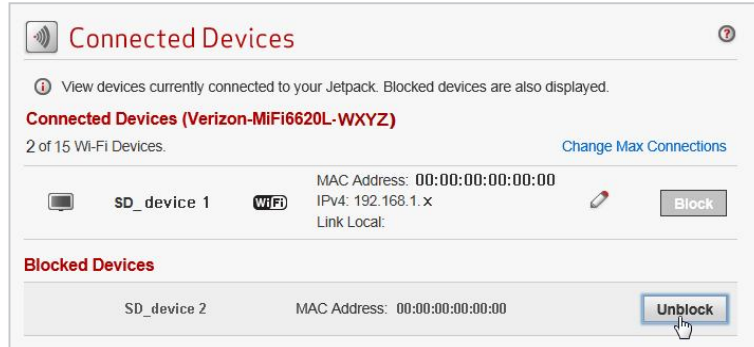 Connected Devices
?
i View devices currently connected to your Jetpack. Blocked devices are also displayed.
Connected Devices (Verizon-MiFi6620L-WXYZ)
2 of 15 Wi-Fi Devices. Change Max Connections
MAC Address: 00:00:00:00:00:00
SD_device 1 WiFi IPv4: 192.168.1.x Block
Link Local:
Blocked Devices
SD_device 2 MAC Address: 00:00:00:00:00:00 Unblock